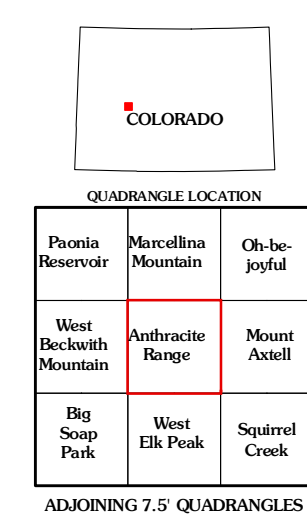 COLORADO
QUADRANGLE LOCATION
Paonia
Reservoir
Marcellina
Mountain
Oh-be-
joyful
West
Beckwith
Mountain
Anthracite
Range
Mount
Axtell
Big
Soap
Park
West
Elk Peak
Squirrel
Creek
ADJOINING 7.5' QUADRANGLES